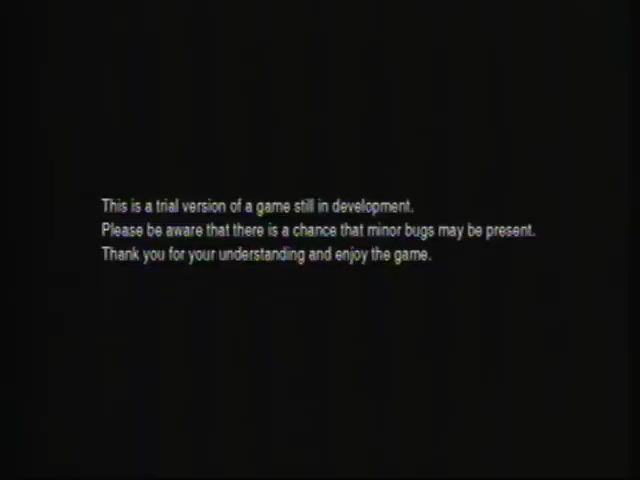 This is a trial version of a game still in development.
Please be aware that there is a chance that minor bugs may be present.
Thank you for your understanding and enjoy the game.